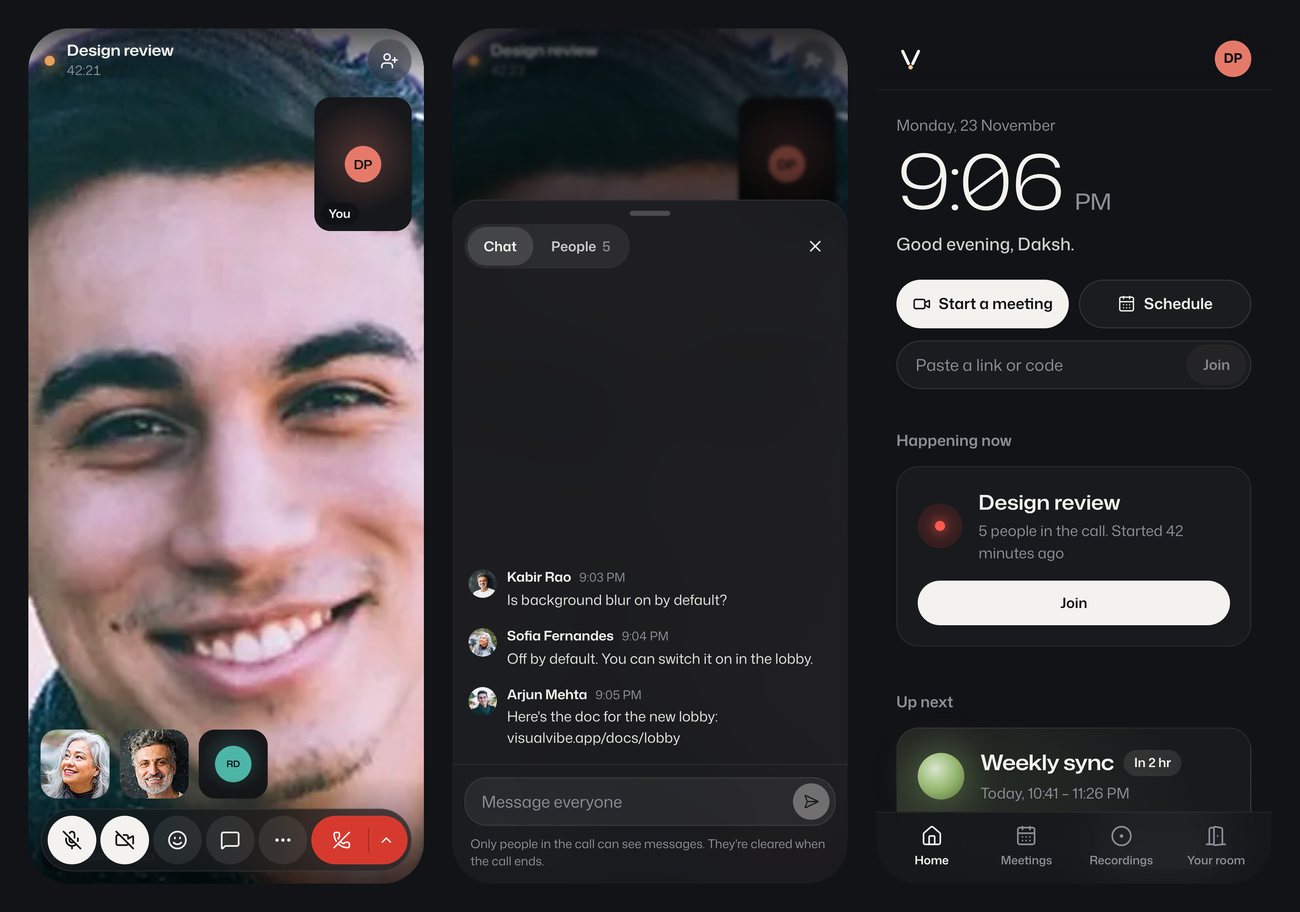 Design review
42:21
DP
You
RD
Design review
42:23
DP
Chat
People 5
Kabir Rao 9:03 PM
Is background blur on by default?
Sofia Fernandes 9:04 PM
Off by default. You can switch it on in the lobby.
Arjun Mehta 9:05 PM
Here's the doc for the new lobby:
visualvibe.app/docs/lobby
Message everyone
Only people in the call can see messages. They're cleared when
the call ends.
DP
Monday, 23 November
9:06 PM
Good evening, Daksh.
Start a meeting
Schedule
Paste a link or code
Join
Happening now
Design review
5 people in the call. Started 42
minutes ago
Join
Up next
Weekly sync In 2 hr
Today, 10:41 – 11:26 PM
Home
Meetings
Recordings
Your room